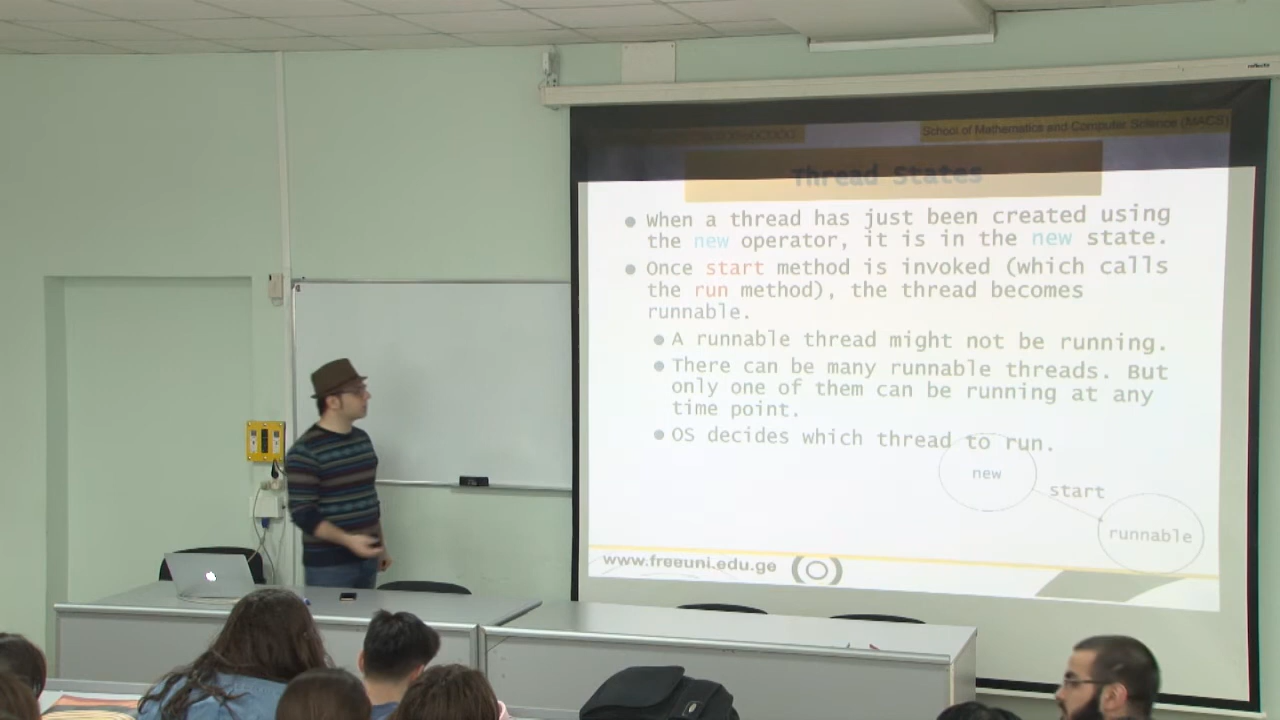 School of Mathematics and Computer Science (MACS)
Thread States
When a thread has just been created using
the new operator, it is in the new state.
Once start method is invoked (which calls
the run method), the thread becomes
runnable.
A runnable thread might not be running.
There can be many runnable threads. But
only one of them can be running at any
time point.
OS decides which thread to run.
new
start
runnable
www.freeuni.edu.ge
reflecta